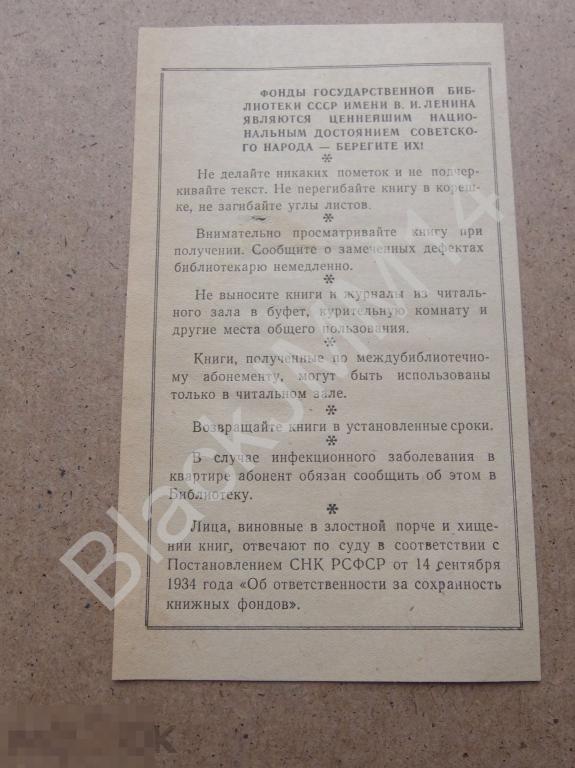 ФОНДЫ ГОСУДАРСТВЕННОЙ БИБ-
ЛИОТЕКИ СССР ИМЕНИ В. И. ЛЕНИНА
ЯВЛЯЮТСЯ ЦЕННЕЙШИМ НАЦИО-
НАЛЬНЫМ ДОСТОЯНИЕМ СОВЕТСКО-
ГО НАРОДА — БЕРЕГИТЕ ИХ!
*
Не делайте никаких пометок и не подчер-
кивайте текст. Не перегибайте книгу в кореш-
ке, не загибайте углы листов.
*
Внимательно просматривайте книгу при
получении. Сообщите о замеченных дефектах
библиотекарю немедленно.
*
Не выносите книги и журналы из читаль-
ного зала в буфет, курительную комнату и
другие места общего пользования.
*
Книги, полученные по междубиблиотечно-
му абонементу, могут быть использованы
только в читальном зале.
*
Возвращайте книги в установленные сроки.
*
В случае инфекционного заболевания в
квартире абонент обязан сообщить об этом в
Библиотеку.
*
Лица, виновные в злостной порче и хище-
нии книг, отвечают по суду в соответствии с
Постановлением СНК РСФСР от 14 сентября
1934 года «Об ответственности за сохранность
книжных фондов».
BlackJMM14